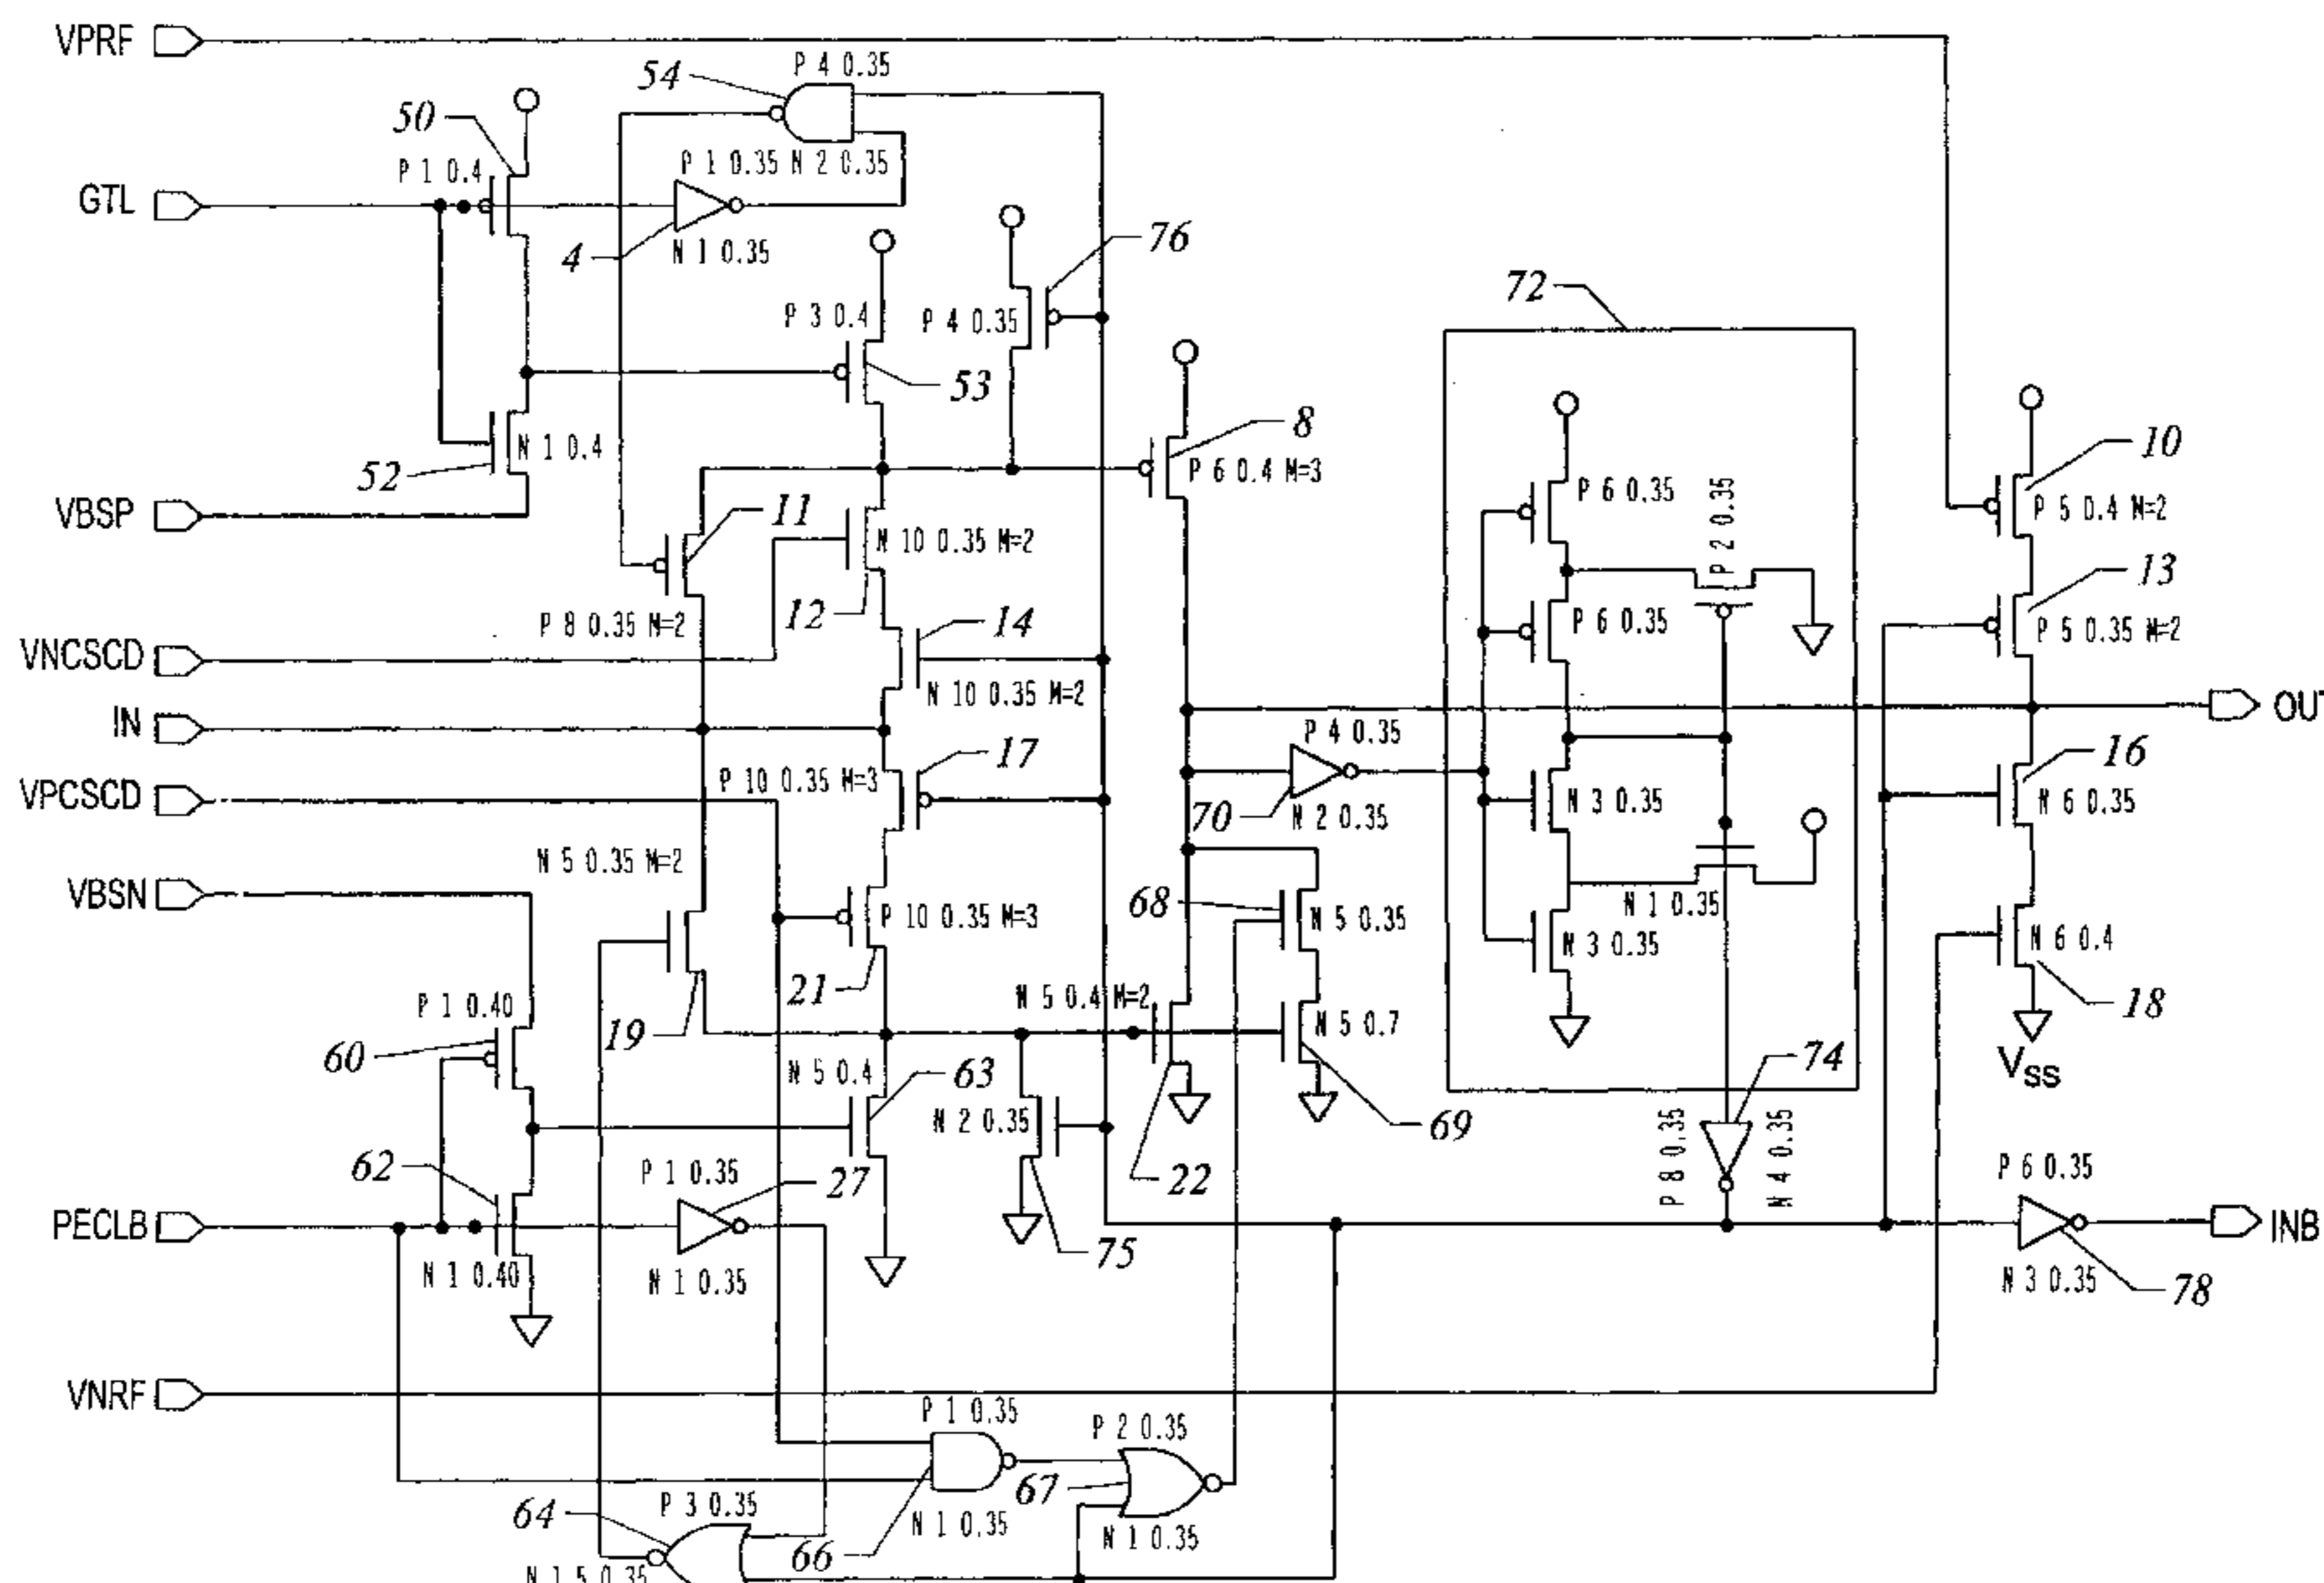 VPRF
54
P 4 0.35
50
P 1 0.4
P 1 0.35
N 2 0.35
GTL
4
N 1 0.35
76
72
P 3 0.4
P 4 0.35
53
8
N 1 0.4
52
P 6 0.4 M=3
P 6 0.35
P 2 0.35
10
VBSP
11
N 10 0.35 M=2
P 5 0.4 M=2
12
13
P 8 0.35 M=2
14
P 6 0.35
P 5 0.35 M=2
VNCSCD
N 10 0.35 M=2
IN
OUT
P 4 0.35
17
16
VPCSCD
P 10 0.35 M=3
70
N 2 0.35
N 3 0.35
N 6 0.35
N 5 0.35 M=2
VBSN
68
N 5 0.35
N 1 0.35
P 10 0.35 M=3
N 3 0.35
N 6 0.4
21
N 5 0.4 M=2
18
P 1 0.40
19
N 5 0.7
60
74
VSS
N 5 0.4
63
N 2 0.35
69
62
P 1 0.35
27
22
P 8 0.35
N 4 0.35
P 6 0.35
PECLB
INB
N 1 0.40
N 1 0.35
75
N 3 0.35
78
VNRF
P 1 0.35
P 2 0.35
67
64
P 3 0.35
N 1 0.35
N 1 0.35
66
N 1.5 0.35